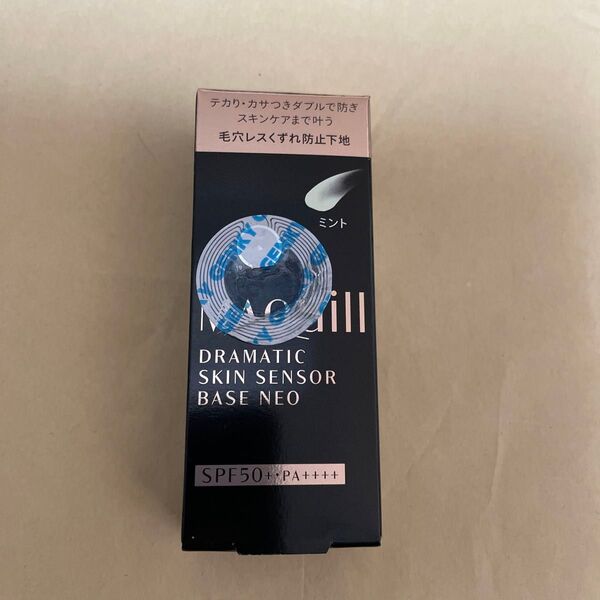 テカリ・カサつきダブルで防ぎ
スキンケアまで叶う
毛穴レスくずれ防止下地
ミント
GENKY
MAQuill
DRAMATIC
SKIN SENSOR
BASE NEO
SPF50+・PA++++